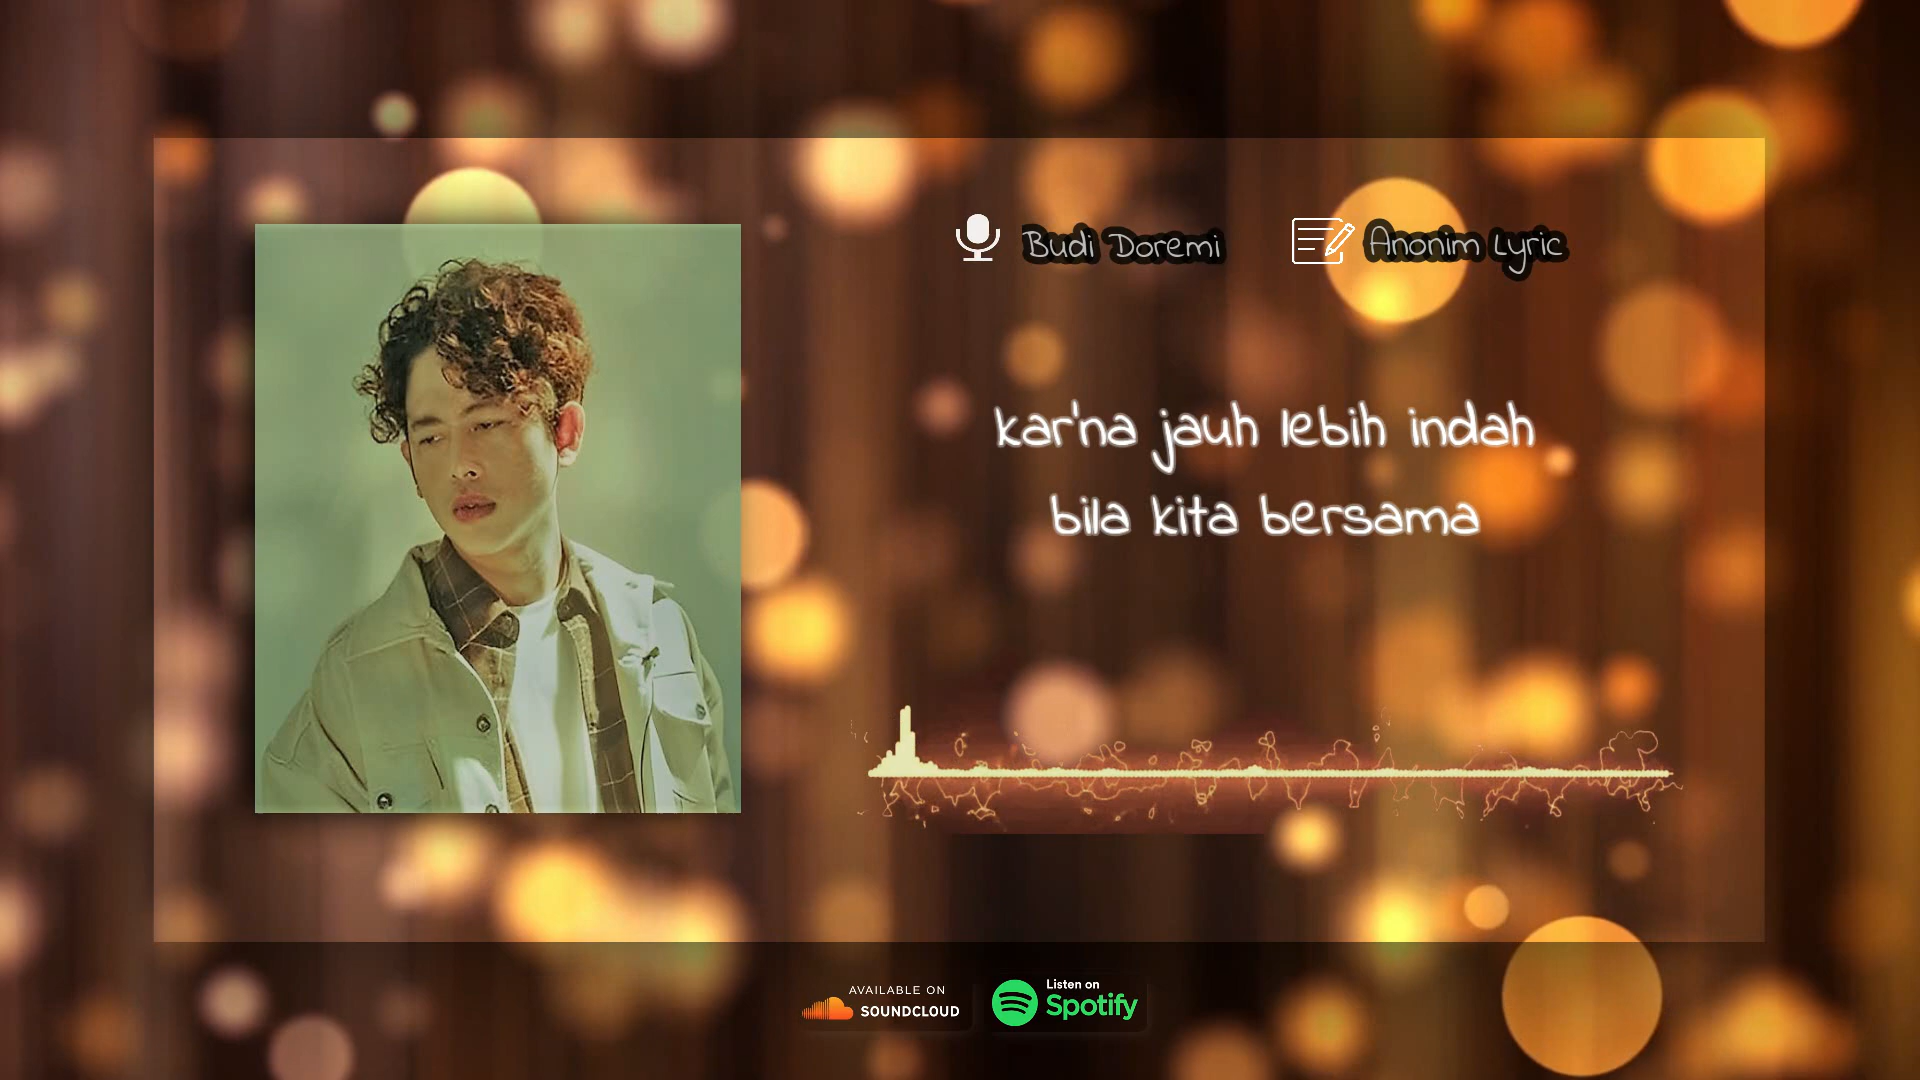 Budi Doremi
Anonim Lyric
kar'na jauh lebih indah
bila kita bersama
AVAILABLE ON
SOUNDCLOUD
Listen on
Spotify